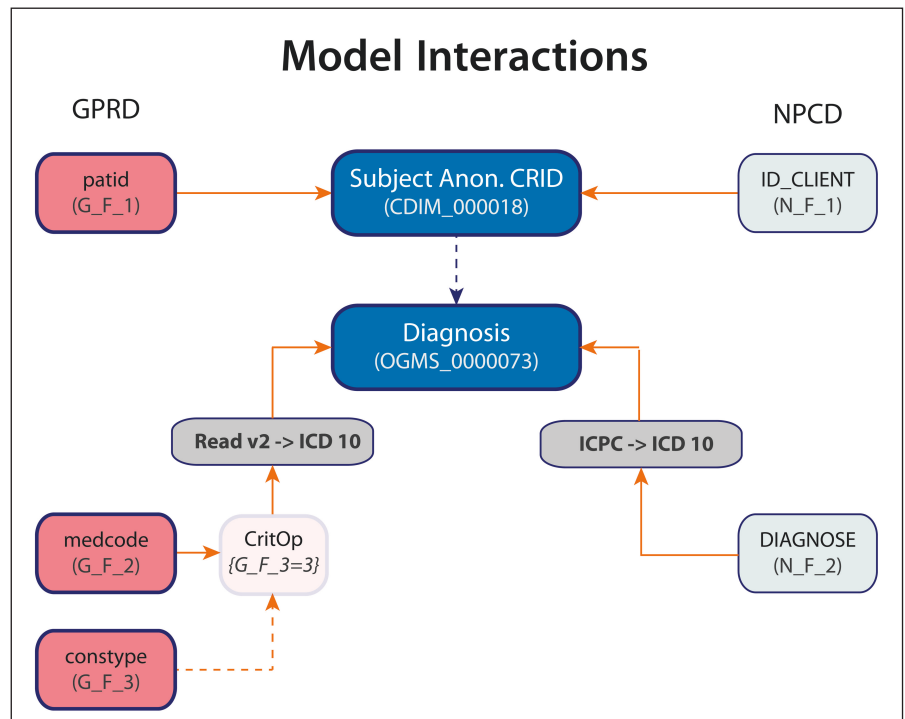 Model Interactions
GPRD
NPCD
patid
(G_F_1)
Subject Anon. CRID
(CDIM_000018)
ID_CLIENT
(N_F_1)
Diagnosis
(OGMS_0000073)
Read v2 -> ICD 10
ICPC -> ICD 10
medcode
(G_F_2)
CritOp
{G_F_3=3}
DIAGNOSE
(N_F_2)
constype
(G_F_3)